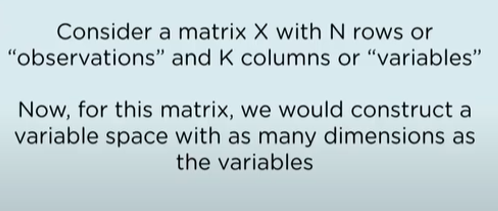 Consider a matrix X with N rows or
“observations” and K columns or “variables”
Now, for this matrix, we would construct a
variable space with as many dimensions as
the variables